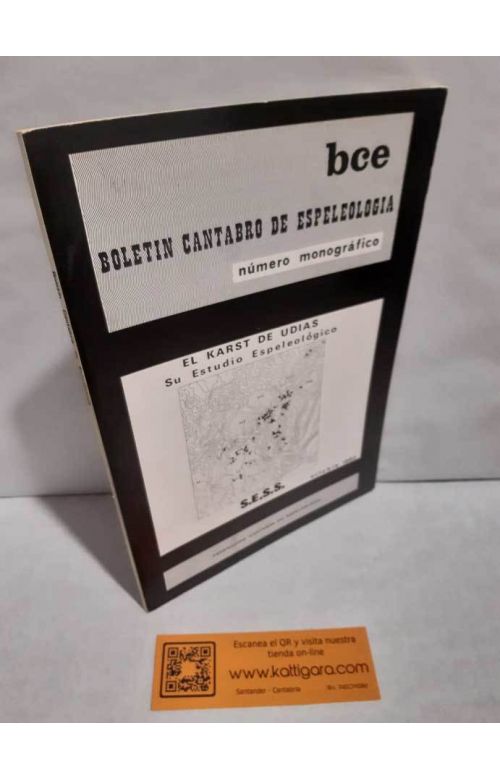 bce
BOLETIN CANTABRO DE ESPELEOLOGIA
número monográfico
EL KARST DE UDIAS
Su Estudio Espeleológico
S.E.S.S.
Escanea el QR y visita nuestra
tienda on-line
www.kattigara.com
Santander - Cantabria